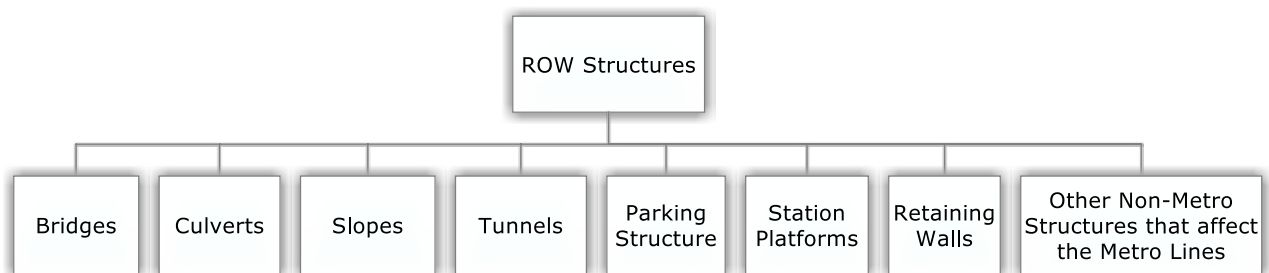 ROW Structures
Bridges
Culverts
Slopes
Tunnels
Parking
Structure
Station
Platforms
Retaining
Walls
Other Non-Metro
Structures that affect
the Metro Lines